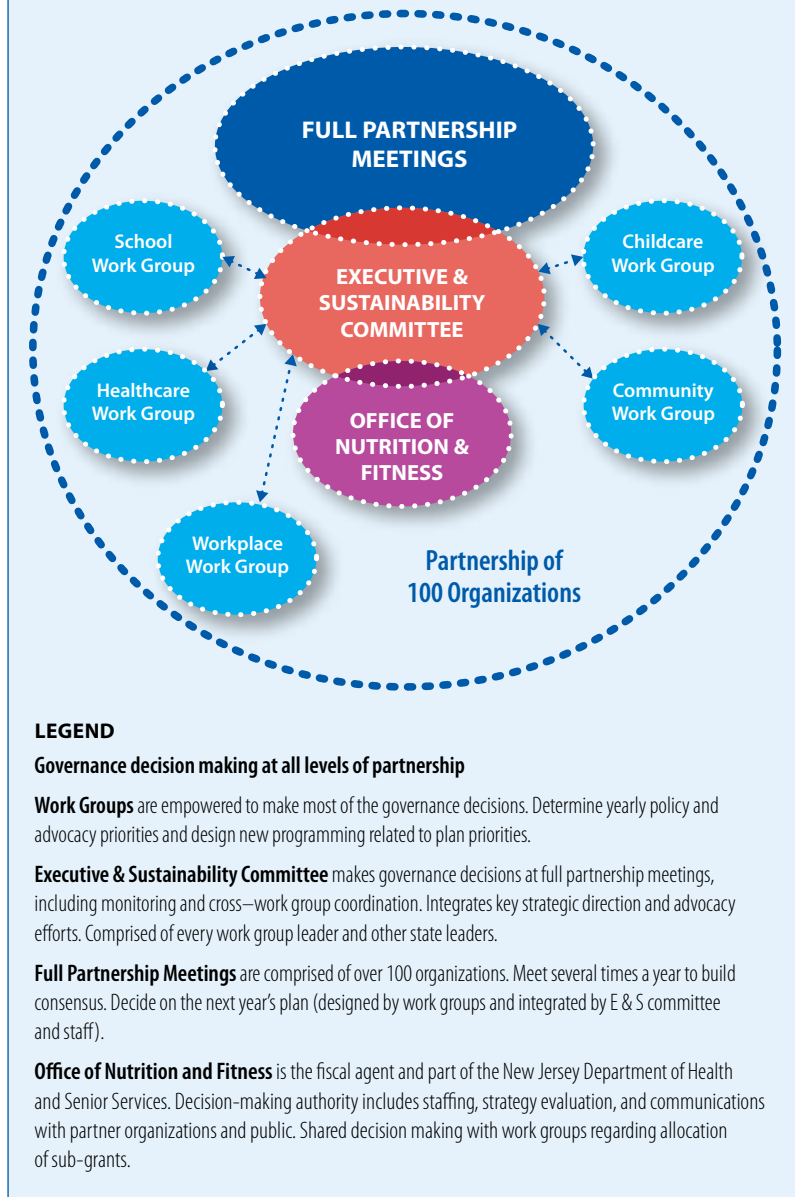 FULL PARTNERSHIP
MEETINGS
School
Work Group
Childcare
Work Group
EXECUTIVE &
SUSTAINABILITY
COMMITTEE
Healthcare
Work Group
Community
Work Group
OFFICE OF
NUTRITION &
FITNESS
Workplace
Work Group
Partnership of
100 Organizations
LEGEND
Governance decision making at all levels of partnership
Work Groups are empowered to make most of the governance decisions. Determine yearly policy and
advocacy priorities and design new programming related to plan priorities.
Executive & Sustainability Committee makes governance decisions at full partnership meetings,
including monitoring and cross–work group coordination. Integrates key strategic direction and advocacy
efforts. Comprised of every work group leader and other state leaders.
Full Partnership Meetings are comprised of over 100 organizations. Meet several times a year to build
consensus. Decide on the next year's plan (designed by work groups and integrated by E & S committee
and staff).
Office of Nutrition and Fitness is the fiscal agent and part of the New Jersey Department of Health
and Senior Services. Decision-making authority includes staffing, strategy evaluation, and communications
with partner organizations and public. Shared decision making with work groups regarding allocation
of sub-grants.